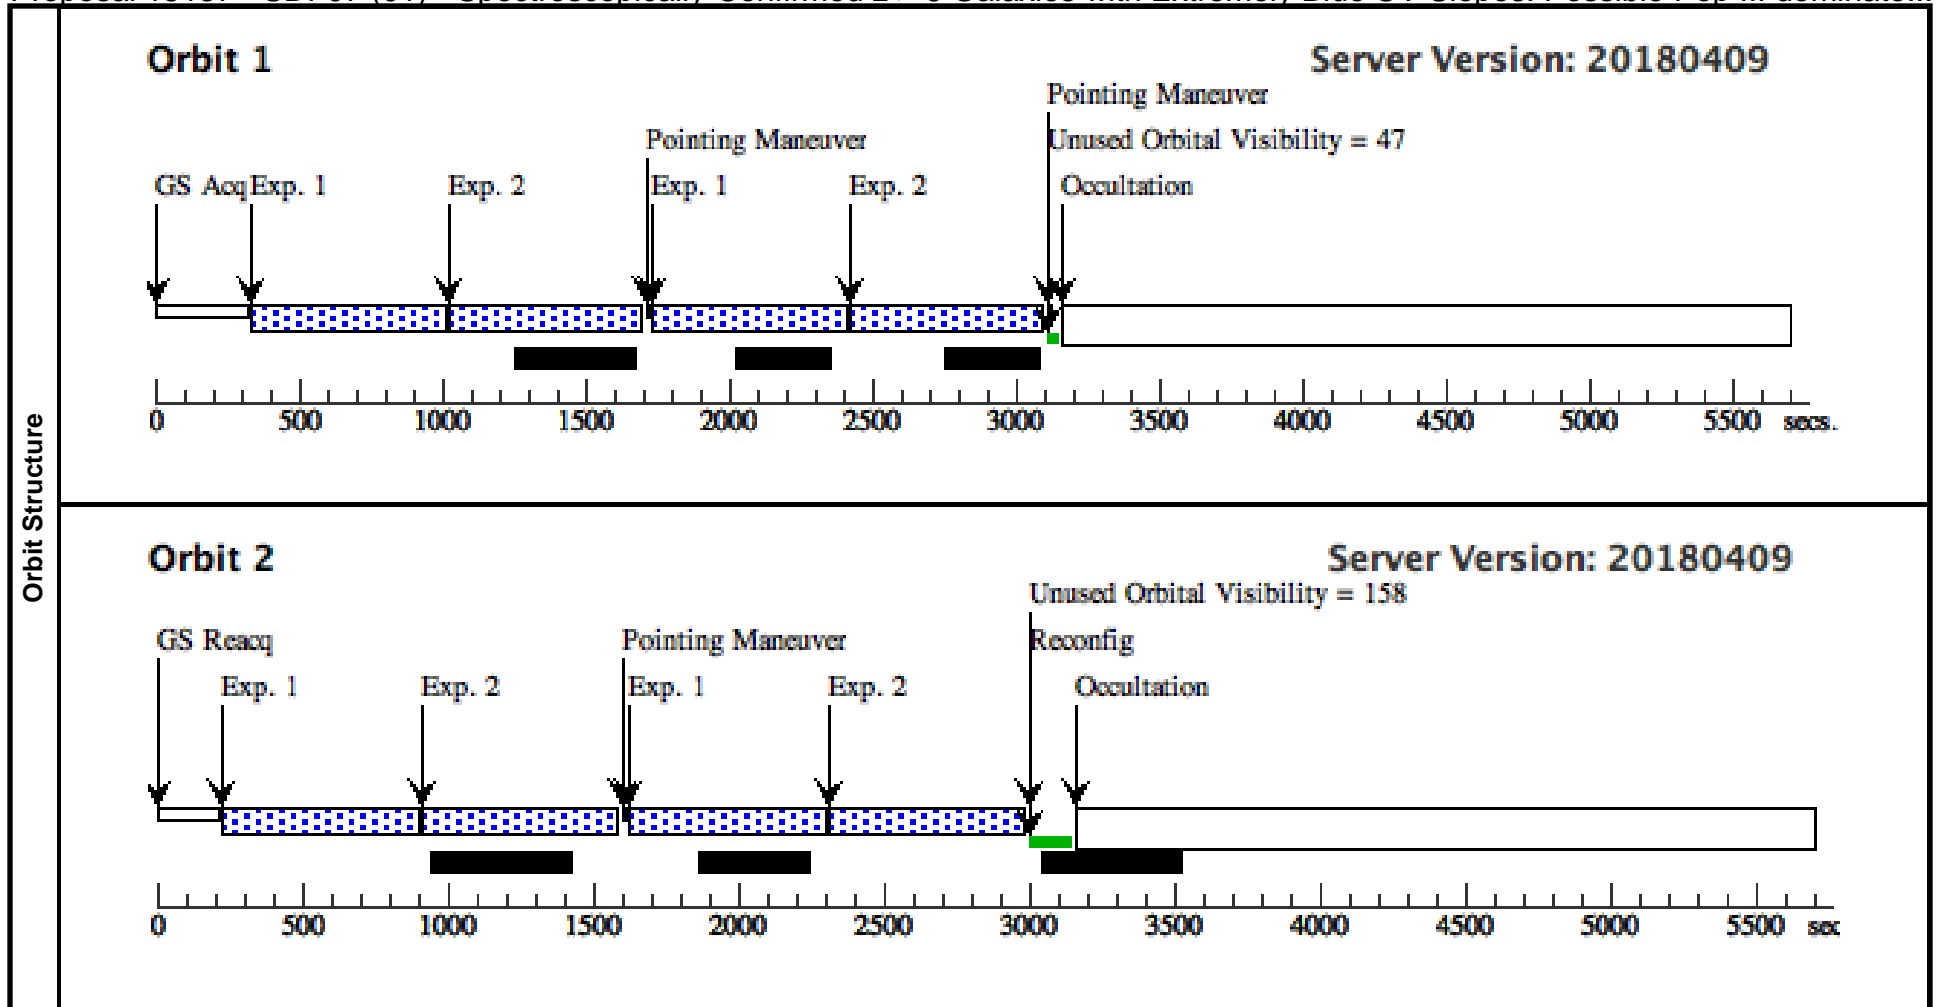 Orbit Structure
Orbit 1
Server Version: 20180409
Pointing Maneuver
Pointing Maneuver
Unused Orbital Visibility = 47
GS Acq Exp. 1
Exp. 2
Exp. 1
Exp. 2
Occultation
0 500 1000 1500 2000 2500 3000 3500 4000 4500 5000 5500 secs.
Orbit 2
Server Version: 20180409
Unused Orbital Visibility = 158
GS Reacq
Pointing Maneuver
Reconfig
Exp. 1
Exp. 2
Exp. 1
Exp. 2
Occultation
0 500 1000 1500 2000 2500 3000 3500 4000 4500 5000 5500 sec